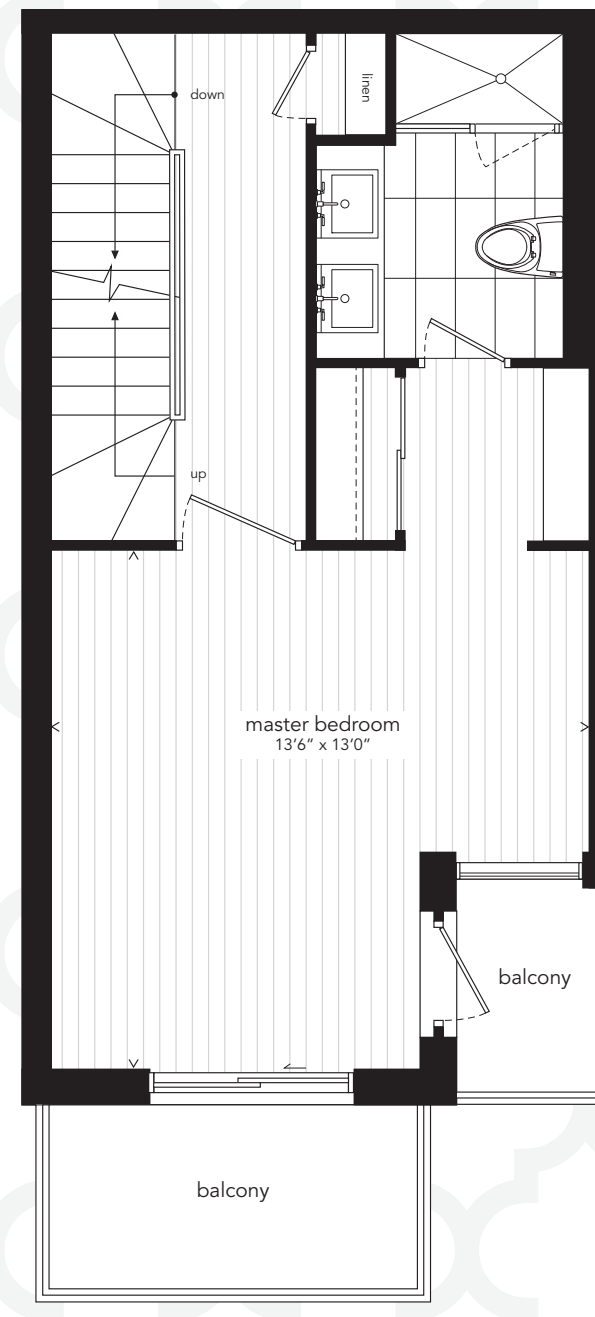 down
linen
up
master bedroom
13’6” x 13’0”
balcony
balcony